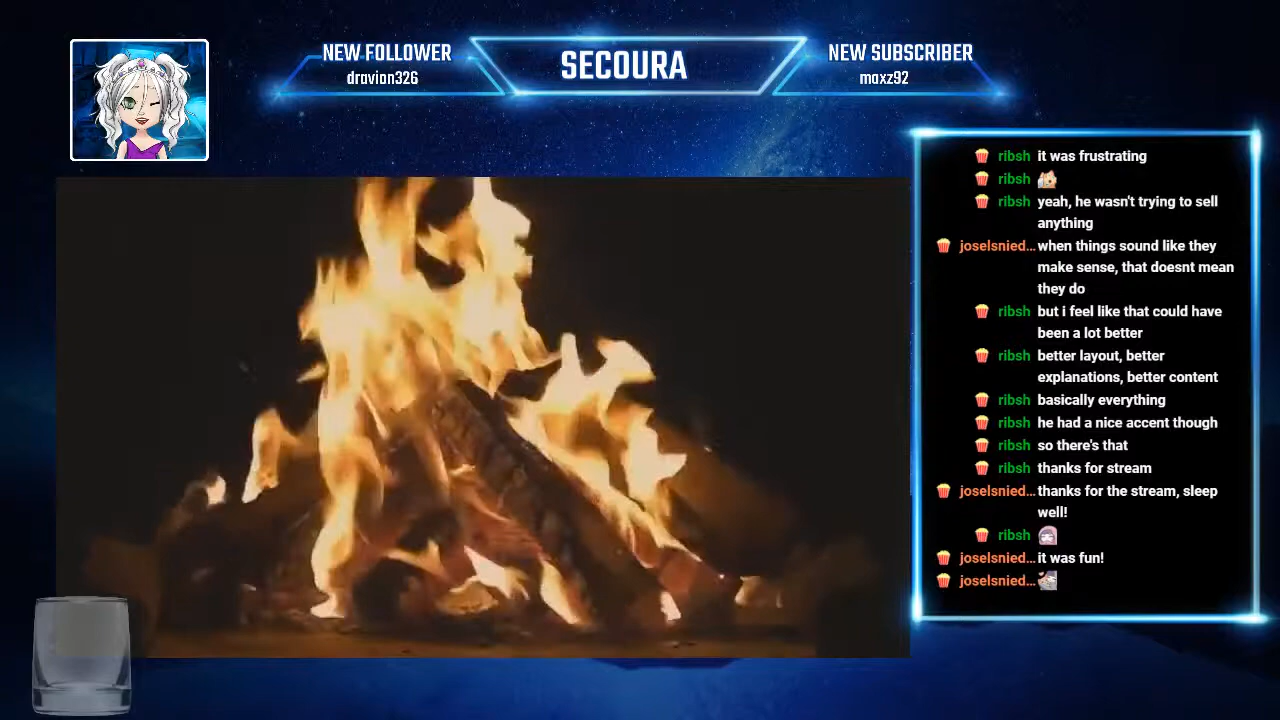 NEW FOLLOWER
dravian326
SECOURA
NEW SUBSCRIBER
maxz92
ribsh it was frustrating
ribsh
ribsh yeah, he wasn't trying to sell
anything
joselsnied... when things sound like they
make sense, that doesnt mean
they do
ribsh but i feel like that could have
been a lot better
ribsh better layout, better
explanations, better content
ribsh basically everything
ribsh he had a nice accent though
ribsh so there's that
ribsh thanks for stream
joselsnied... thanks for the stream, sleep
well!
ribsh
joselsnied... it was fun!
joselsnied...